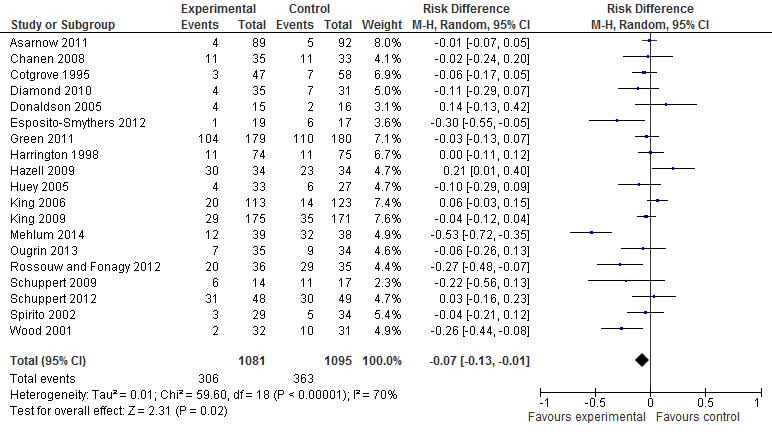 Experimental Control Risk Difference Risk Difference
Study or Subgroup Events Total Events Total Weight M-H, Random, 95% CI M-H, Random, 95% CI
Asarnow 2011 4 89 5 92 8.0% -0.01 [-0.07, 0.05]
Chanen 2008 11 35 11 33 4.1% -0.02 [-0.24, 0.20]
Cotgrove 1995 3 47 7 58 6.7% -0.06 [-0.17, 0.05]
Diamond 2010 4 35 7 31 5.0% -0.11 [-0.29, 0.07]
Donaldson 2005 4 15 2 16 3.1% 0.14 [-0.13, 0.42]
Esposito-Smythers 2012 1 19 6 17 3.5% -0.30 [-0.55, -0.05]
Green 2011 104 179 110 180 6.9% -0.03 [-0.13, 0.07]
Harrington 1998 11 74 11 75 6.6% 0.00 [-0.11, 0.12]
Hazell 2009 30 34 23 34 4.7% 0.21 [0.01, 0.40]
Huey 2005 4 33 6 27 4.8% -0.10 [-0.29, 0.09]
King 2006 20 113 14 123 7.3% 0.06 [-0.03, 0.15]
King 2009 29 175 35 171 7.5% -0.04 [-0.12, 0.04]
Mehlum 2014 12 39 32 38 4.9% -0.53 [-0.72, -0.35]
Ougrin 2013 7 35 9 34 4.6% -0.06 [-0.26, 0.13]
Rossouw and Fonagy 2012 20 36 29 35 4.5% -0.27 [-0.48, -0.07]
Schuppert 2009 6 14 11 17 2.3% -0.22 [-0.56, 0.13]
Schuppert 2012 31 48 30 49 4.7% 0.03 [-0.16, 0.23]
Spirito 2002 3 29 5 34 5.4% -0.04 [-0.21, 0.12]
Wood 2001 2 32 10 31 4.9% -0.26 [-0.44, -0.08]
Total (95% CI) 1081 1095 100.0% -0.07 [-0.13, -0.01]
Total events 306 363
Heterogeneity: Tau² = 0.01; Chi² = 59.60, df = 18 (P < 0.00001); I² = 70%
Test for overall effect: Z = 2.31 (P = 0.02)
-1 -0.5 0 0.5 1
Favours experimental Favours control